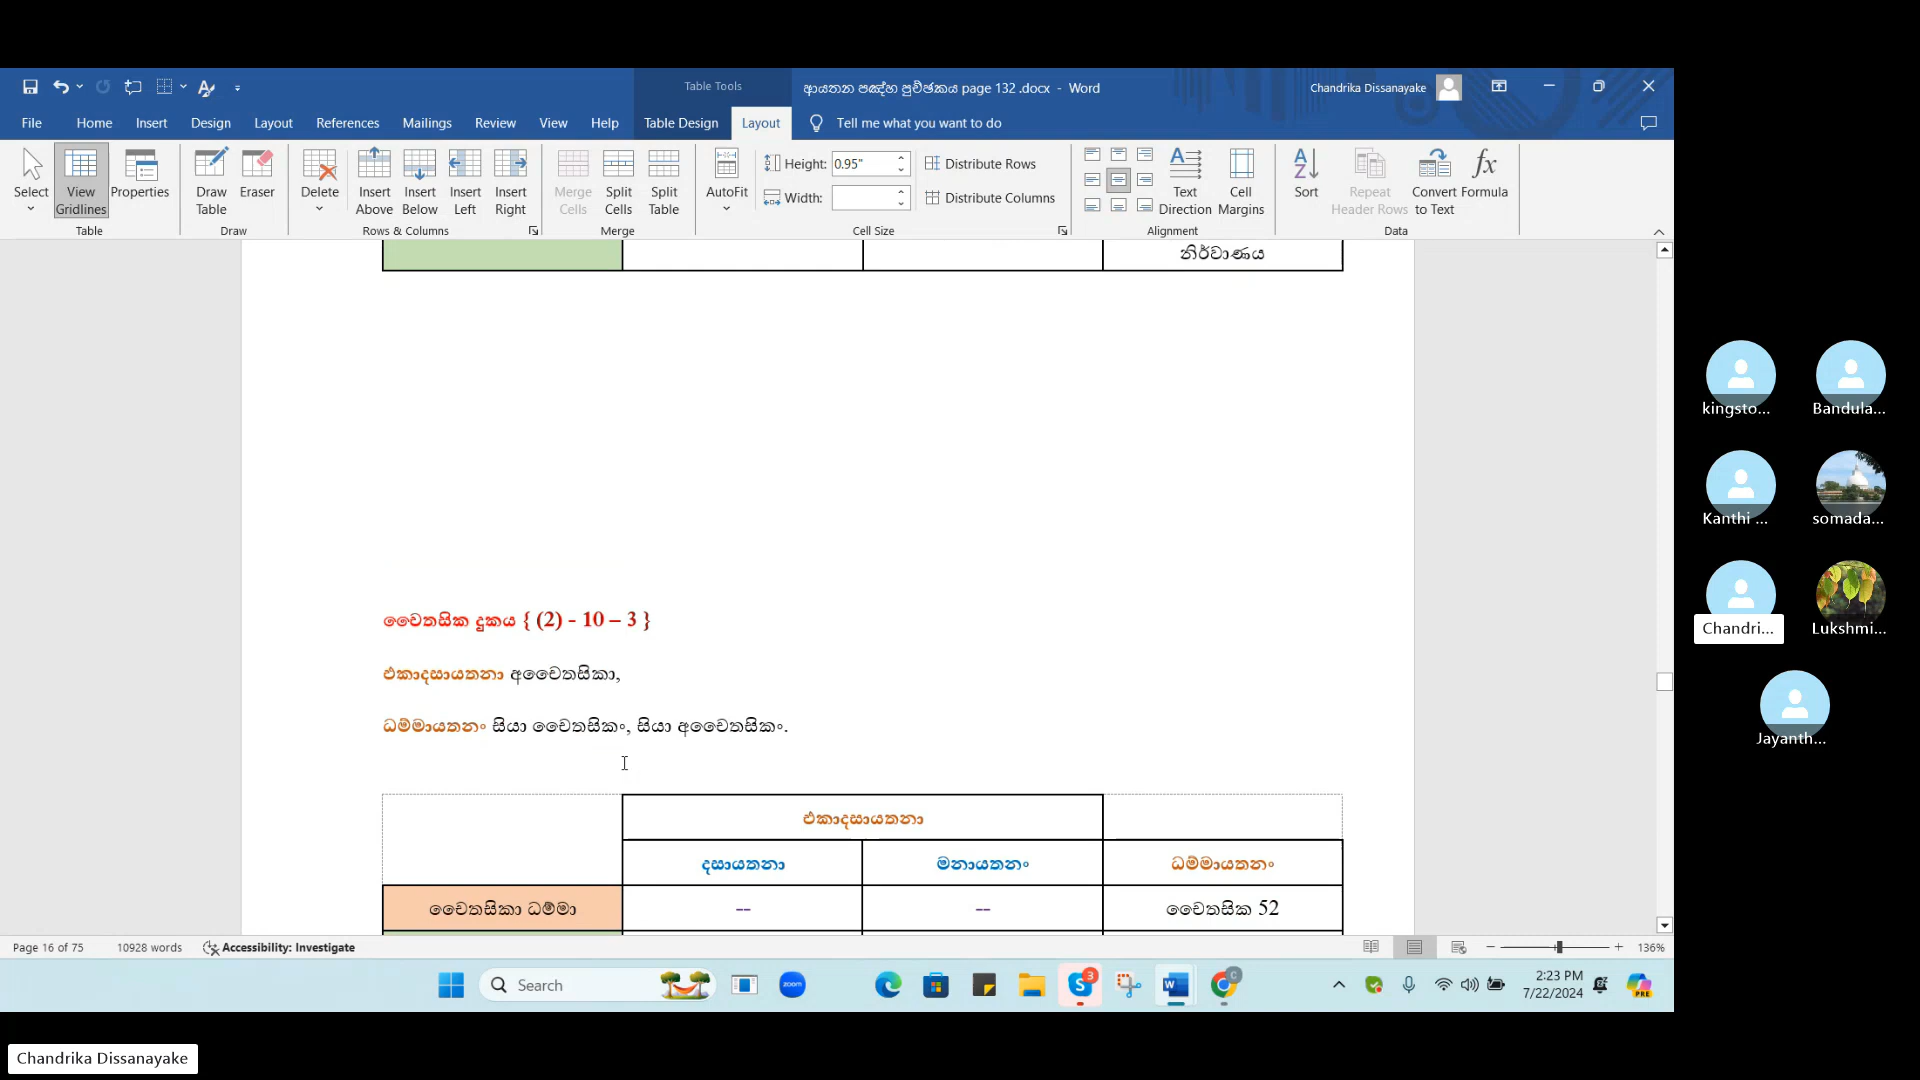 Table Tools
ආයතන පඤ්හ පුච්ඡකය page 132 .docx - Word
Chandrika Dissanayake
File Home Insert Design Layout References Mailings Review View Help Table Design Layout Tell me what you want to do
Select
View Gridlines
Properties
Table
Draw Table
Eraser
Draw
Delete
Insert Above
Insert Below
Insert Left
Insert Right
Rows & Columns
Merge Cells
Split Cells
Split Table
Merge
AutoFit
Height: 0.95"
Width:
Distribute Rows
Distribute Columns
Cell Size
Text Direction
Cell Margins
Alignment
Sort
Repeat Header Rows
Convert to Text
Formula
Data
නිර්වාණය
චෛතසික දුකය { (2) - 10 – 3 }
ඵකාදසායතනා අචෛතසිකා,
ධම්මායතනං සියා චෛතසිකං, සියා අචෛතසිකං.
ඵකාදසායතනා
දසායතනා මනායතනං ධම්මායතනං
චෛතසිකා ධම්මා -- -- චෛතසික 52
Page 16 of 75 10928 words Accessibility: Investigate 136%
Search
zoom
3
C
2:23 PM
7/22/2024
PRE
kingsto...
Bandula...
Kanthi ...
somada...
Chandri...
Lukshmi...
Jayanth...
Chandrika Dissanayake